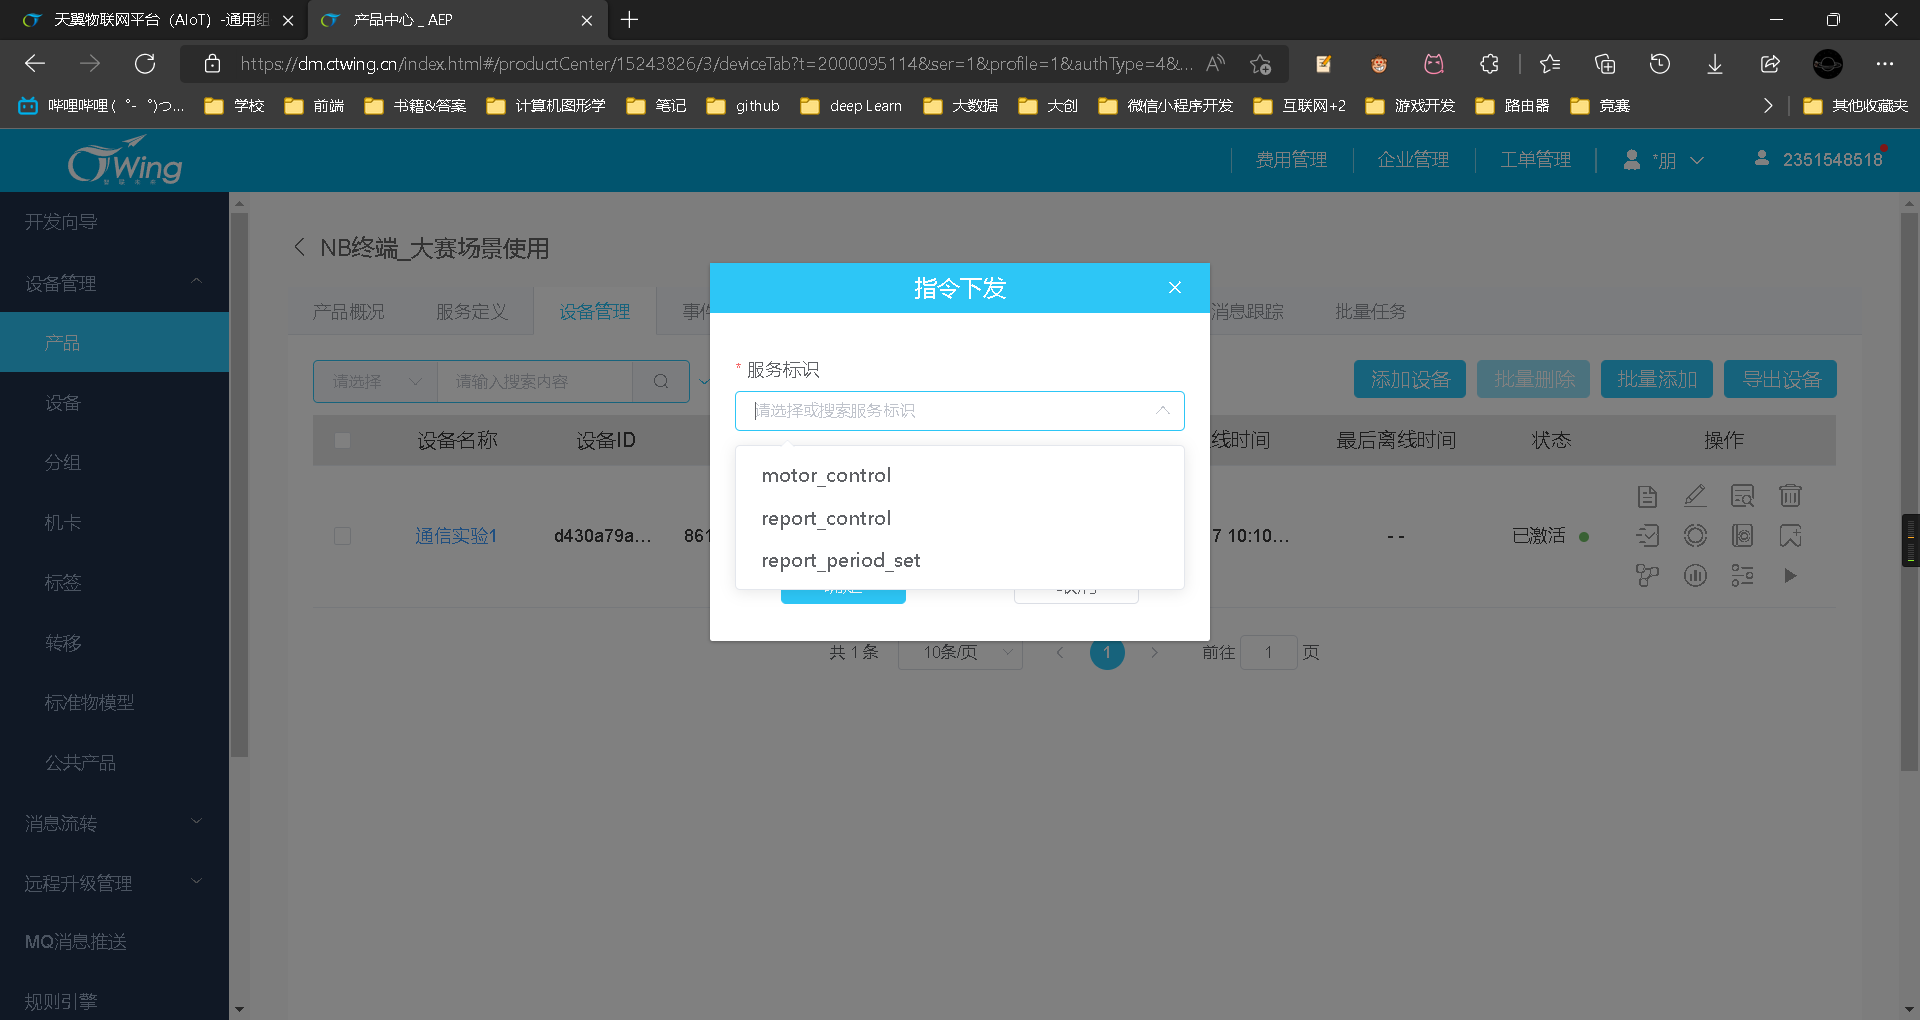 天翼物联网平台（AIoT）-通用组
产品中心 _ AEP
https://dm.ctwing.cn/index.html#/productCenter/15243826/3/deviceTab?t=2000095114&ser=1&profile=1&authType=4&...
哔哩哔哩 (゜-゜)つ... 学校 前端 书籍&答案 计算机图形学 笔记 github deep Learn 大数据 大创 微信小程序开发 互联网+2 游戏开发 路由器 竞赛 其他收藏夹
CTWing
费用管理 企业管理 工单管理 *朋 2351548518
开发向导
设备管理
产品
设备
分组
机卡
标签
转移
标准物模型
公共产品
消息流转
远程升级管理
MQ消息推送
规则引擎
NB终端_大赛场景使用
产品概况 服务定义 设备管理 消息跟踪 批量任务
请选择 请输入搜索内容 添加设备 批量删除 批量添加 导出设备
设备名称 设备ID 线时间 最后离线时间 状态 操作
通信实验1 d430a79a... 861 7 10:10... -- 已激活
共 1 条 10条/页 1 前往 1 页
指令下发
* 服务标识
请选择或搜索服务标识
motor_control
report_control
report_period_set